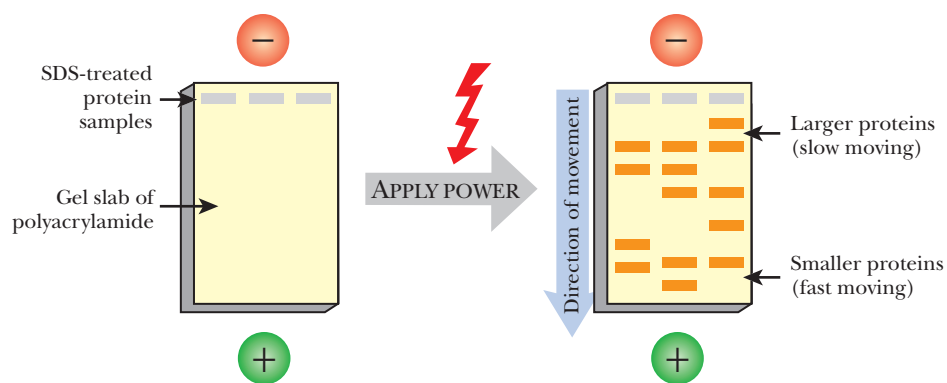 −
−
SDS-treated
protein
samples
Gel slab of
polyacrylamide
APPLY POWER
Direction of movement
Larger proteins
(slow moving)
Smaller proteins
(fast moving)
+
+